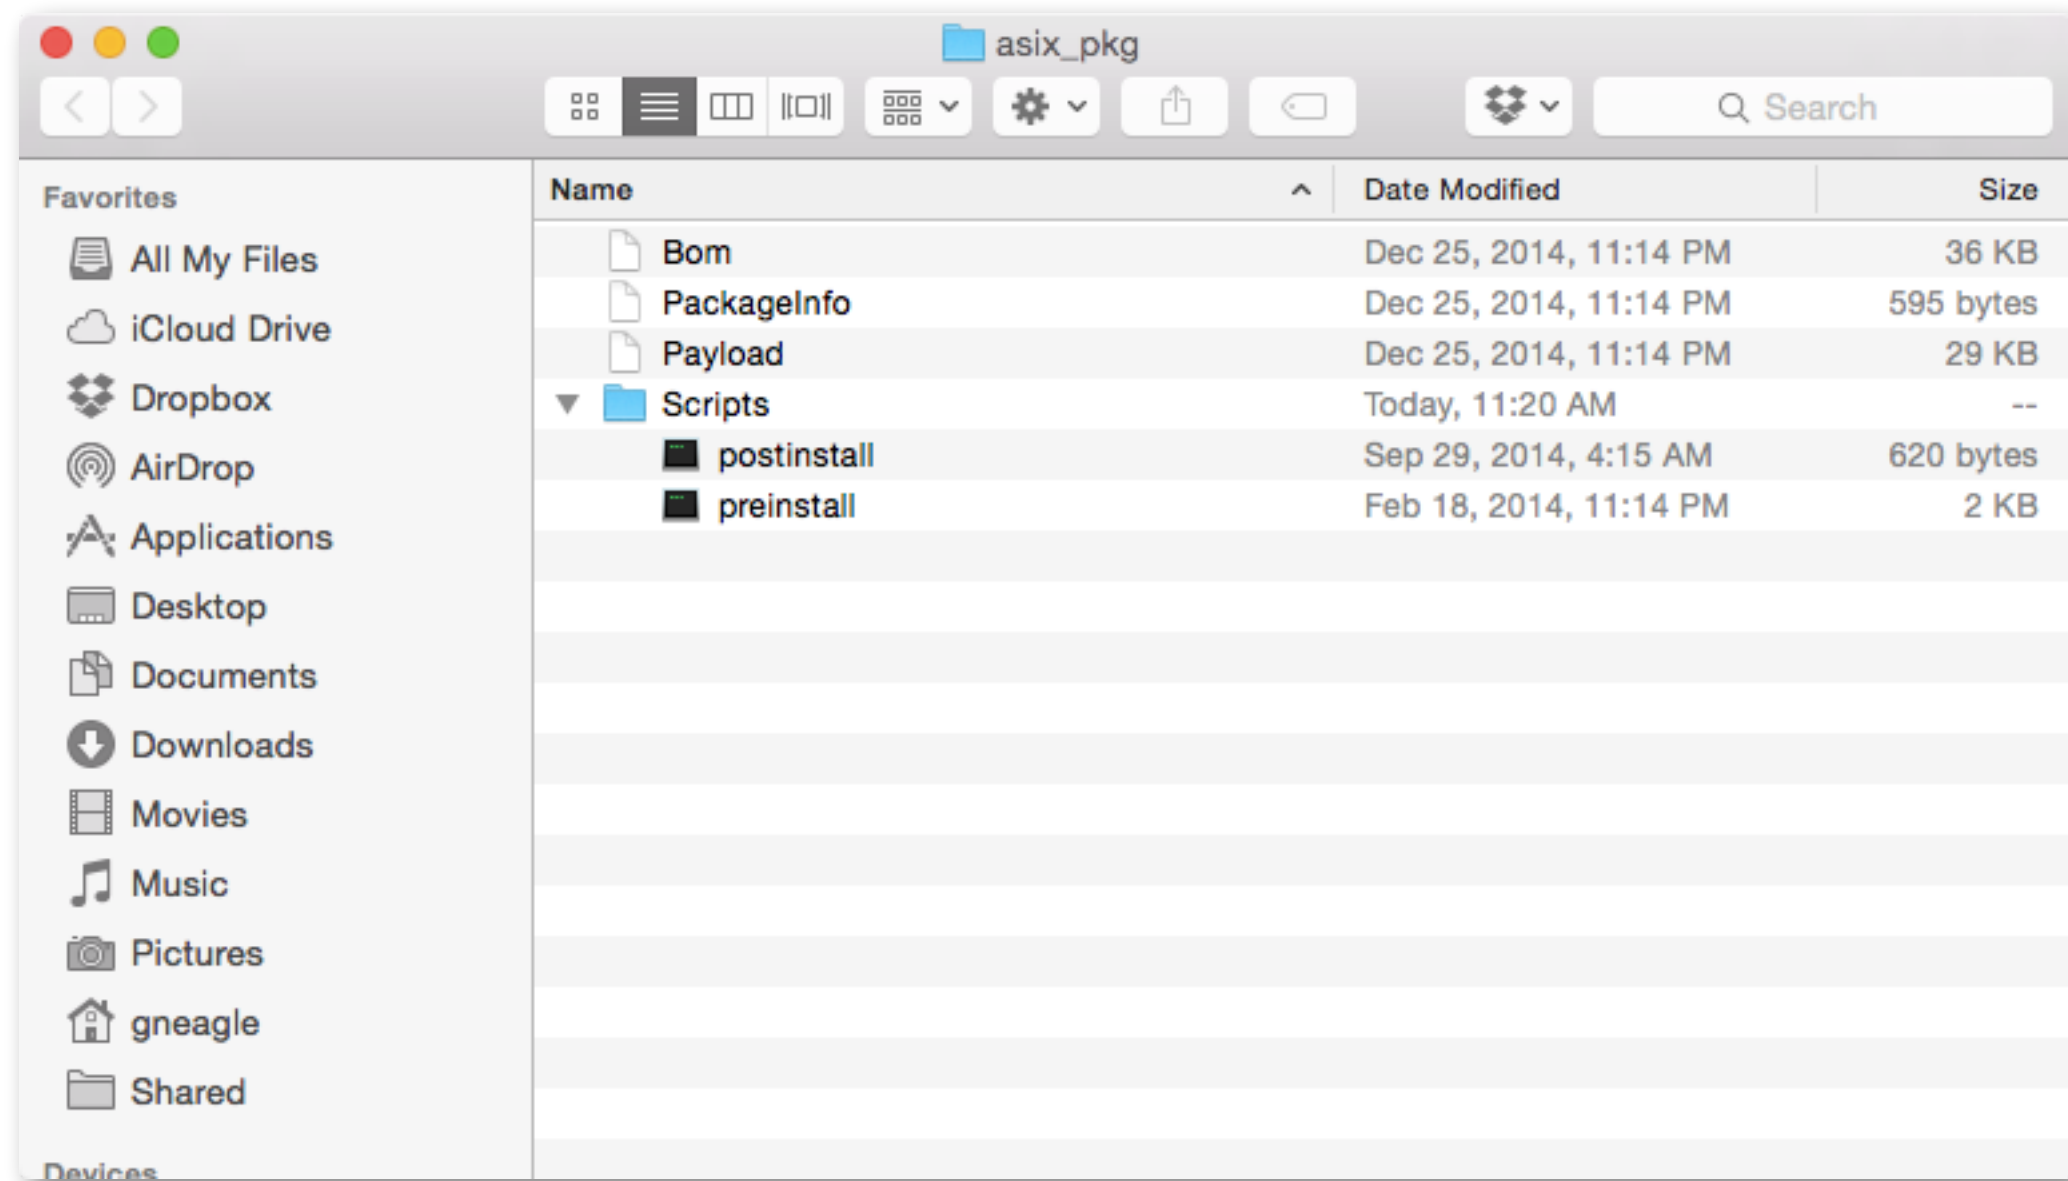 asix_pkg
Search
Favorites
All My Files
iCloud Drive
Dropbox
AirDrop
Applications
Desktop
Documents
Downloads
Movies
Music
Pictures
gneagle
Shared
Devices
Name Date Modified Size
Bom Dec 25, 2014, 11:14 PM 36 KB
PackageInfo Dec 25, 2014, 11:14 PM 595 bytes
Payload Dec 25, 2014, 11:14 PM 29 KB
Scripts Today, 11:20 AM --
postinstall Sep 29, 2014, 4:15 AM 620 bytes
preinstall Feb 18, 2014, 11:14 PM 2 KB